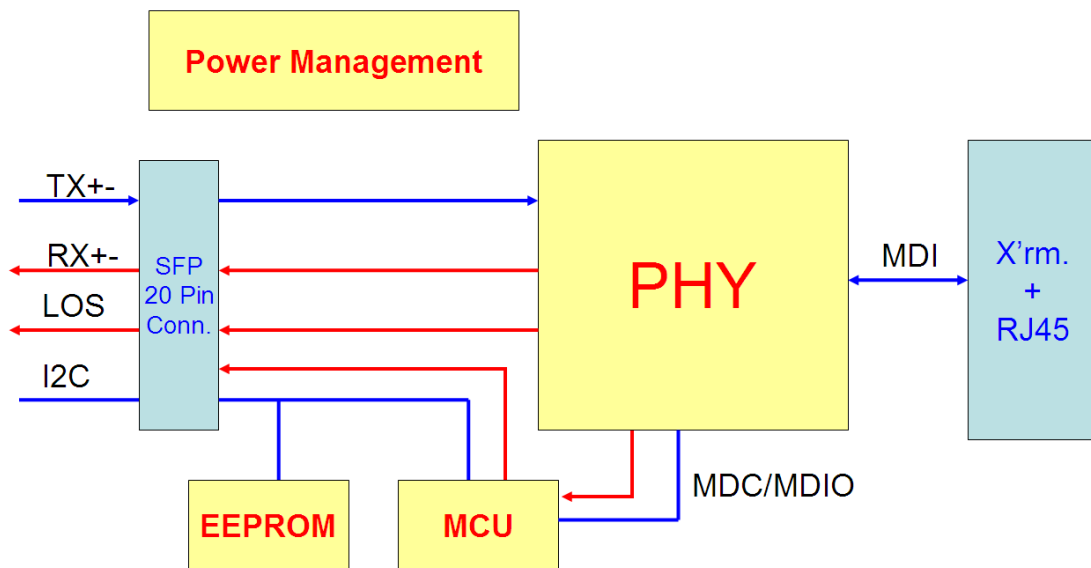 Power Management
TX+-
RX+-
LOS
I2C
SFP
20 Pin
Conn.
PHY
MDI
X'rm.
+
RJ45
MDC/MDIO
EEPROM
MCU